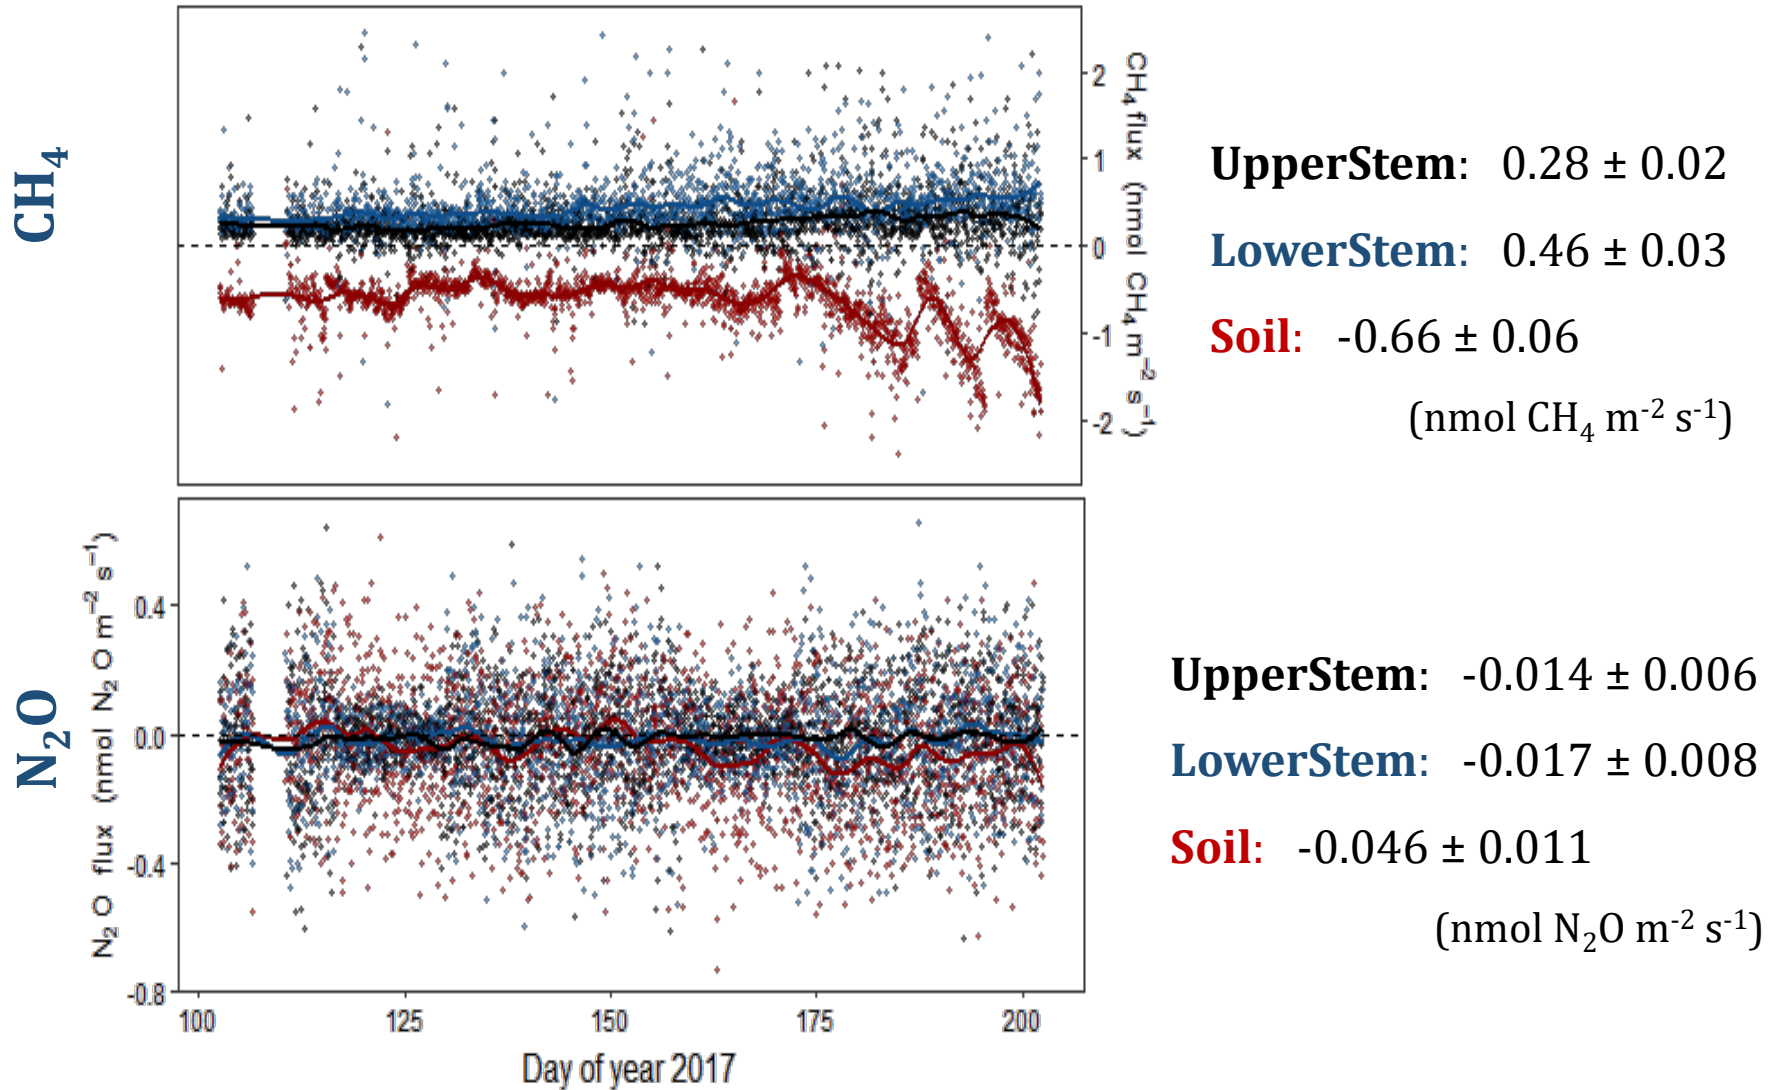 CH₄
2
1
0
-1
-2
CH₄ flux (nmol CH₄ m⁻² s⁻¹)
UpperStem: 0.28 ± 0.02
LowerStem: 0.46 ± 0.03
Soil: -0.66 ± 0.06
(nmol CH₄ m⁻² s⁻¹)
N₂O
N₂O flux (nmol N₂O m⁻² s⁻¹)
0.4
0.0
-0.4
-0.8
100 125 150 175 200
Day of year 2017
UpperStem: -0.014 ± 0.006
LowerStem: -0.017 ± 0.008
Soil: -0.046 ± 0.011
(nmol N₂O m⁻² s⁻¹)